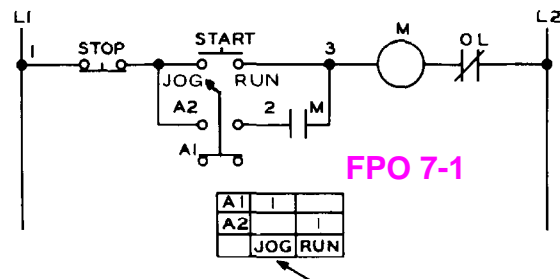 L1 L2
M
START OL
1 STOP 3
JOG RUN
A2 2 M
A1
FPO 7-1
A1 1
A2 1
JOG RUN